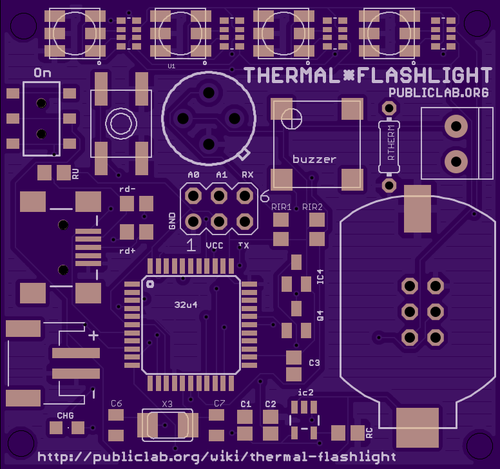 U1
On
THERMAL*FLASHLIGHT
PUBLICLAB.ORG
RTHERM
buzzer
RV
A0 A1 RX
rd-
GND
6
RIR1 RIR2
rd+
1 VCC TX
IC4
32u4
Q4
+
C3
-
ic2
C6 X3 C7 C1 C2
CHG
RC
http://publiclab.org/wiki/thermal-flashlight